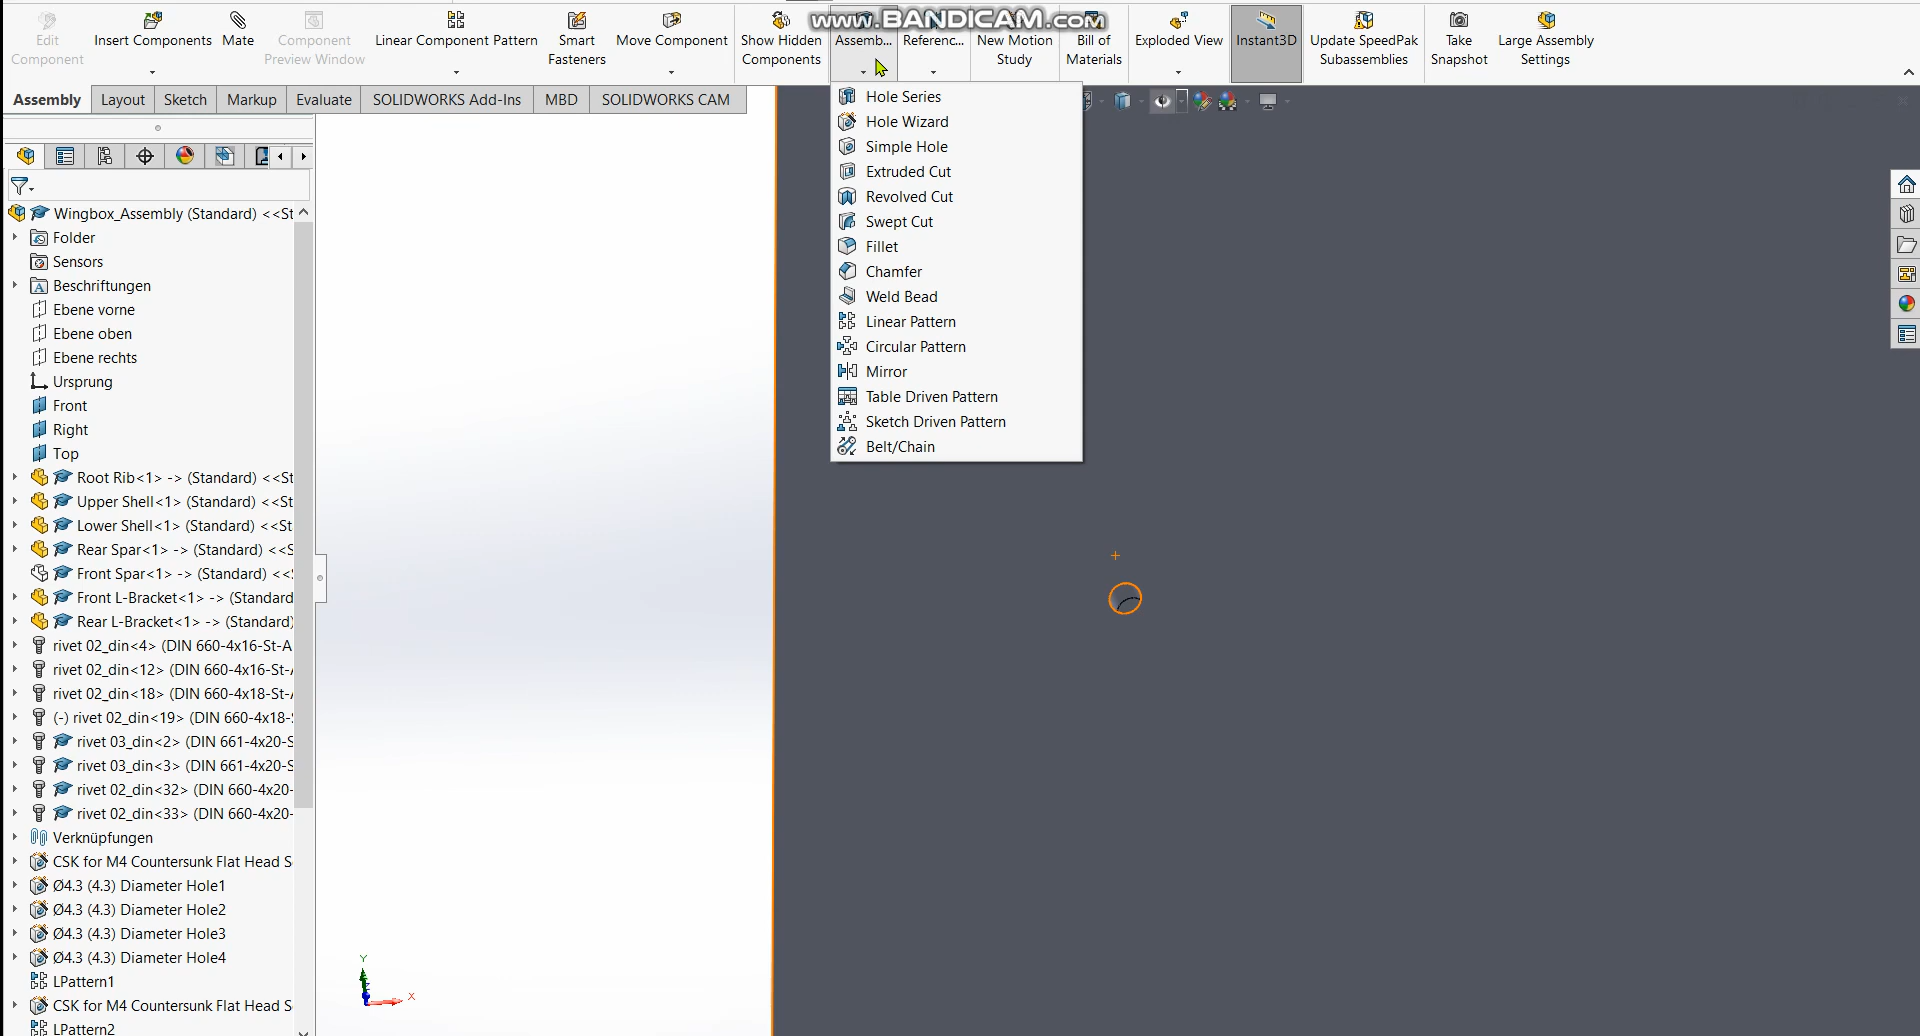 www.BANDICAM.com
Edit Component
Insert Components
Mate
Component Preview Window
Linear Component Pattern
Smart Fasteners
Move Component
Show Hidden Components
Assemb...
Referenc...
New Motion Study
Bill of Materials
Exploded View
Instant3D
Update SpeedPak Subassemblies
Take Snapshot
Large Assembly Settings
Assembly
Layout
Sketch
Markup
Evaluate
SOLIDWORKS Add-Ins
MBD
SOLIDWORKS CAM
Hole Series
Hole Wizard
Simple Hole
Extruded Cut
Revolved Cut
Swept Cut
Fillet
Chamfer
Weld Bead
Linear Pattern
Circular Pattern
Mirror
Table Driven Pattern
Sketch Driven Pattern
Belt/Chain
Wingbox_Assembly (Standard) <<St
Folder
Sensors
Beschriftungen
Ebene vorne
Ebene oben
Ebene rechts
Ursprung
Front
Right
Top
Root Rib<1> -> (Standard) <<St
Upper Shell<1> (Standard) <<St
Lower Shell<1> (Standard) <<St
Rear Spar<1> -> (Standard) <<S
Front Spar<1> -> (Standard) <<S
Front L-Bracket<1> -> (Standard
Rear L-Bracket<1> -> (Standard)
rivet 02_din<4> (DIN 660-4x16-St-A
rivet 02_din<12> (DIN 660-4x16-St-A
rivet 02_din<18> (DIN 660-4x18-St-A
(-) rivet 02_din<19> (DIN 660-4x18-S
rivet 03_din<2> (DIN 661-4x20-S
rivet 03_din<3> (DIN 661-4x20-S
rivet 02_din<32> (DIN 660-4x20-
rivet 02_din<33> (DIN 660-4x20-
Verknüpfungen
CSK for M4 Countersunk Flat Head S
Ø4.3 (4.3) Diameter Hole1
Ø4.3 (4.3) Diameter Hole2
Ø4.3 (4.3) Diameter Hole3
Ø4.3 (4.3) Diameter Hole4
LPattern1
CSK for M4 Countersunk Flat Head S
LPattern2
Y
Z
X